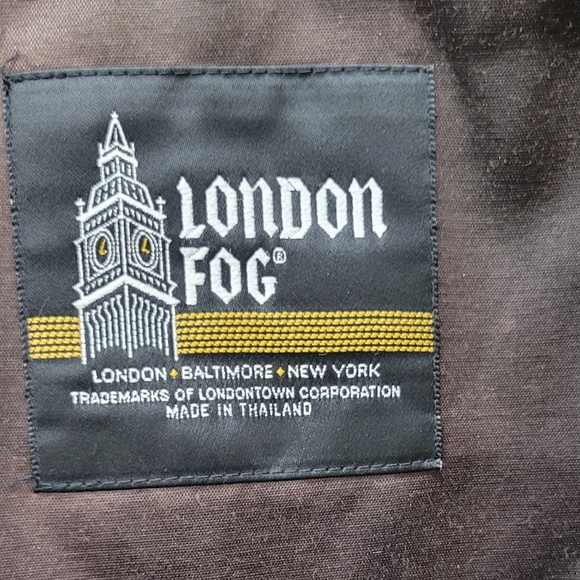 LONDON
FOG®
LONDON ♦ BALTIMORE ♦ NEW YORK
TRADEMARKS OF LONDONTOWN CORPORATION
MADE IN THAILAND